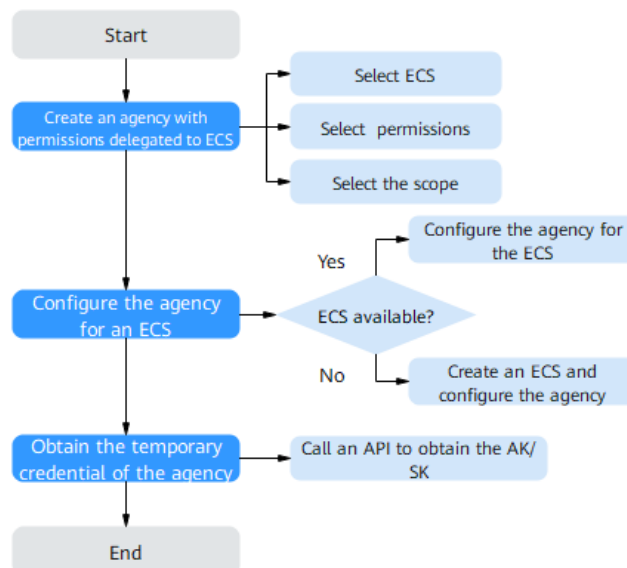 Start
Select ECS
Create an agency with
permissions delegated to ECS
Select permissions
Select the scope
Configure the agency for
the ECS
Yes
Configure the agency
for an ECS
ECS available?
No
Create an ECS and
configure the agency
Obtain the temporary
credential of the agency
Call an API to obtain the AK/
SK
End